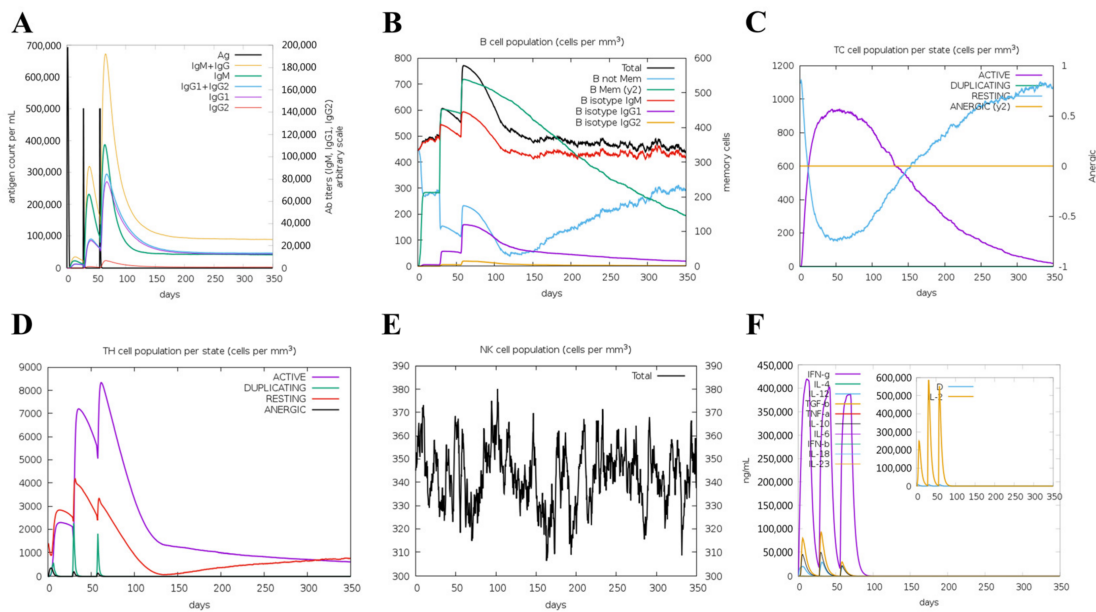 A
700,000
600,000
500,000
400,000
300,000
200,000
100,000
0
antigen count per mL
Ag
IgM+IgG
IgM
IgG1+IgG2
IgG1
IgG2
200,000
180,000
160,000
140,000
120,000
100,000
80,000
60,000
40,000
20,000
0
Ab titers (IgM, IgG1, IgG2)
arbitrary scale
0 50 100 150 200 250 300 350
days
B
B cell population (cells per mm³)
800
700
600
500
400
300
200
100
0
Total
B not Mem
B Mem (y2)
B isotype IgM
B isotype IgG1
B isotype IgG2
600
500
400
300
200
100
0
memory cells
0 50 100 150 200 250 300 350
days
C
TC cell population per state (cells per mm³)
1200
1000
800
600
400
200
0
ACTIVE
DUPLICATING
RESTING
ANERGIC (y2)
1
0.5
0
-0.5
-1
Anergic
0 50 100 150 200 250 300 350
days
D
TH cell population per state (cells per mm³)
9000
8000
7000
6000
5000
4000
3000
2000
1000
0
ACTIVE
DUPLICATING
RESTING
ANERGIC
0 50 100 150 200 250 300 350
days
E
NK cell population (cells per mm³)
390
380
370
360
350
340
330
320
310
300
Total
390
380
370
360
350
340
330
320
310
300
0 50 100 150 200 250 300 350
days
F
450,000
400,000
350,000
300,000
250,000
200,000
150,000
100,000
50,000
0
ng/mL
IFN-g
IL-4
IL-12
TGF-b
TNF-a
IL-10
IL-6
IFN-b
IL-18
IL-23
600,000
500,000
400,000
300,000
200,000
100,000
0
D
IL-2
0 50 100 150 200 250 300 350
0 50 100 150 200 250 300 350
days